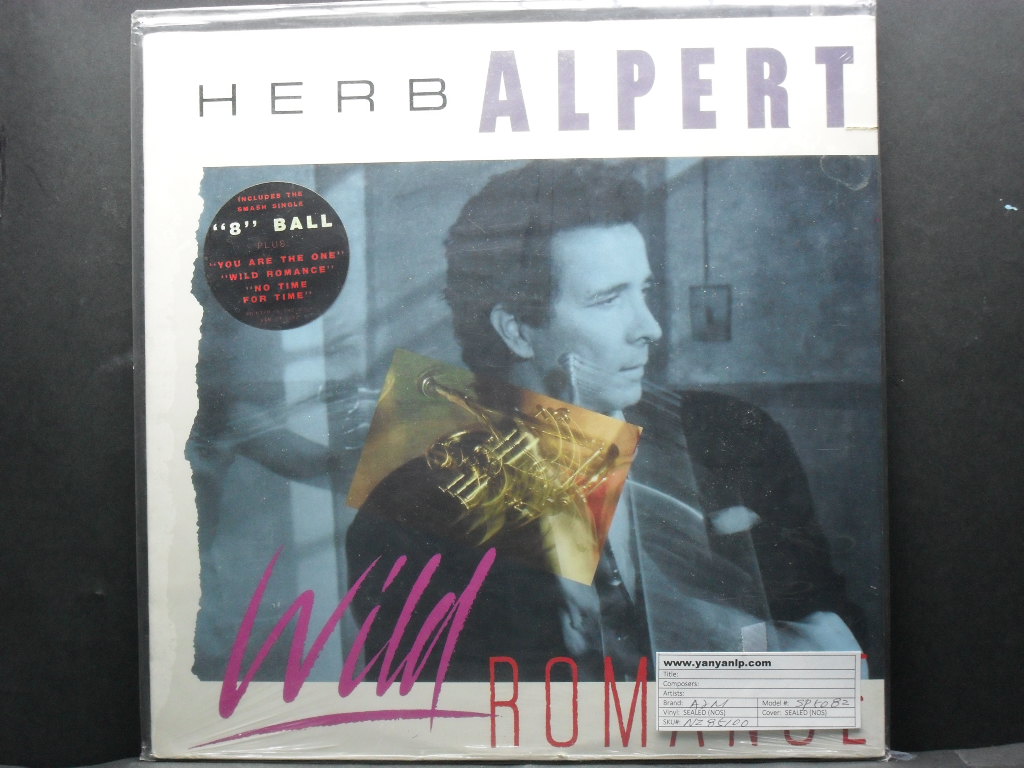 HERB ALPERT
INCLUDES THE
SMASH SINGLE
"8" BALL
PLUS:
"YOU ARE THE ONE"
"WILD ROMANCE"
"NO TIME
FOR TIME"
Wild
ROMANCE
www.yanyanlp.com
Title:
Composers:
Artists:
Brand: A&M Model #: SP5082
Vinyl: SEALED (NOS) Cover: SEALED (NOS)
SKU#: